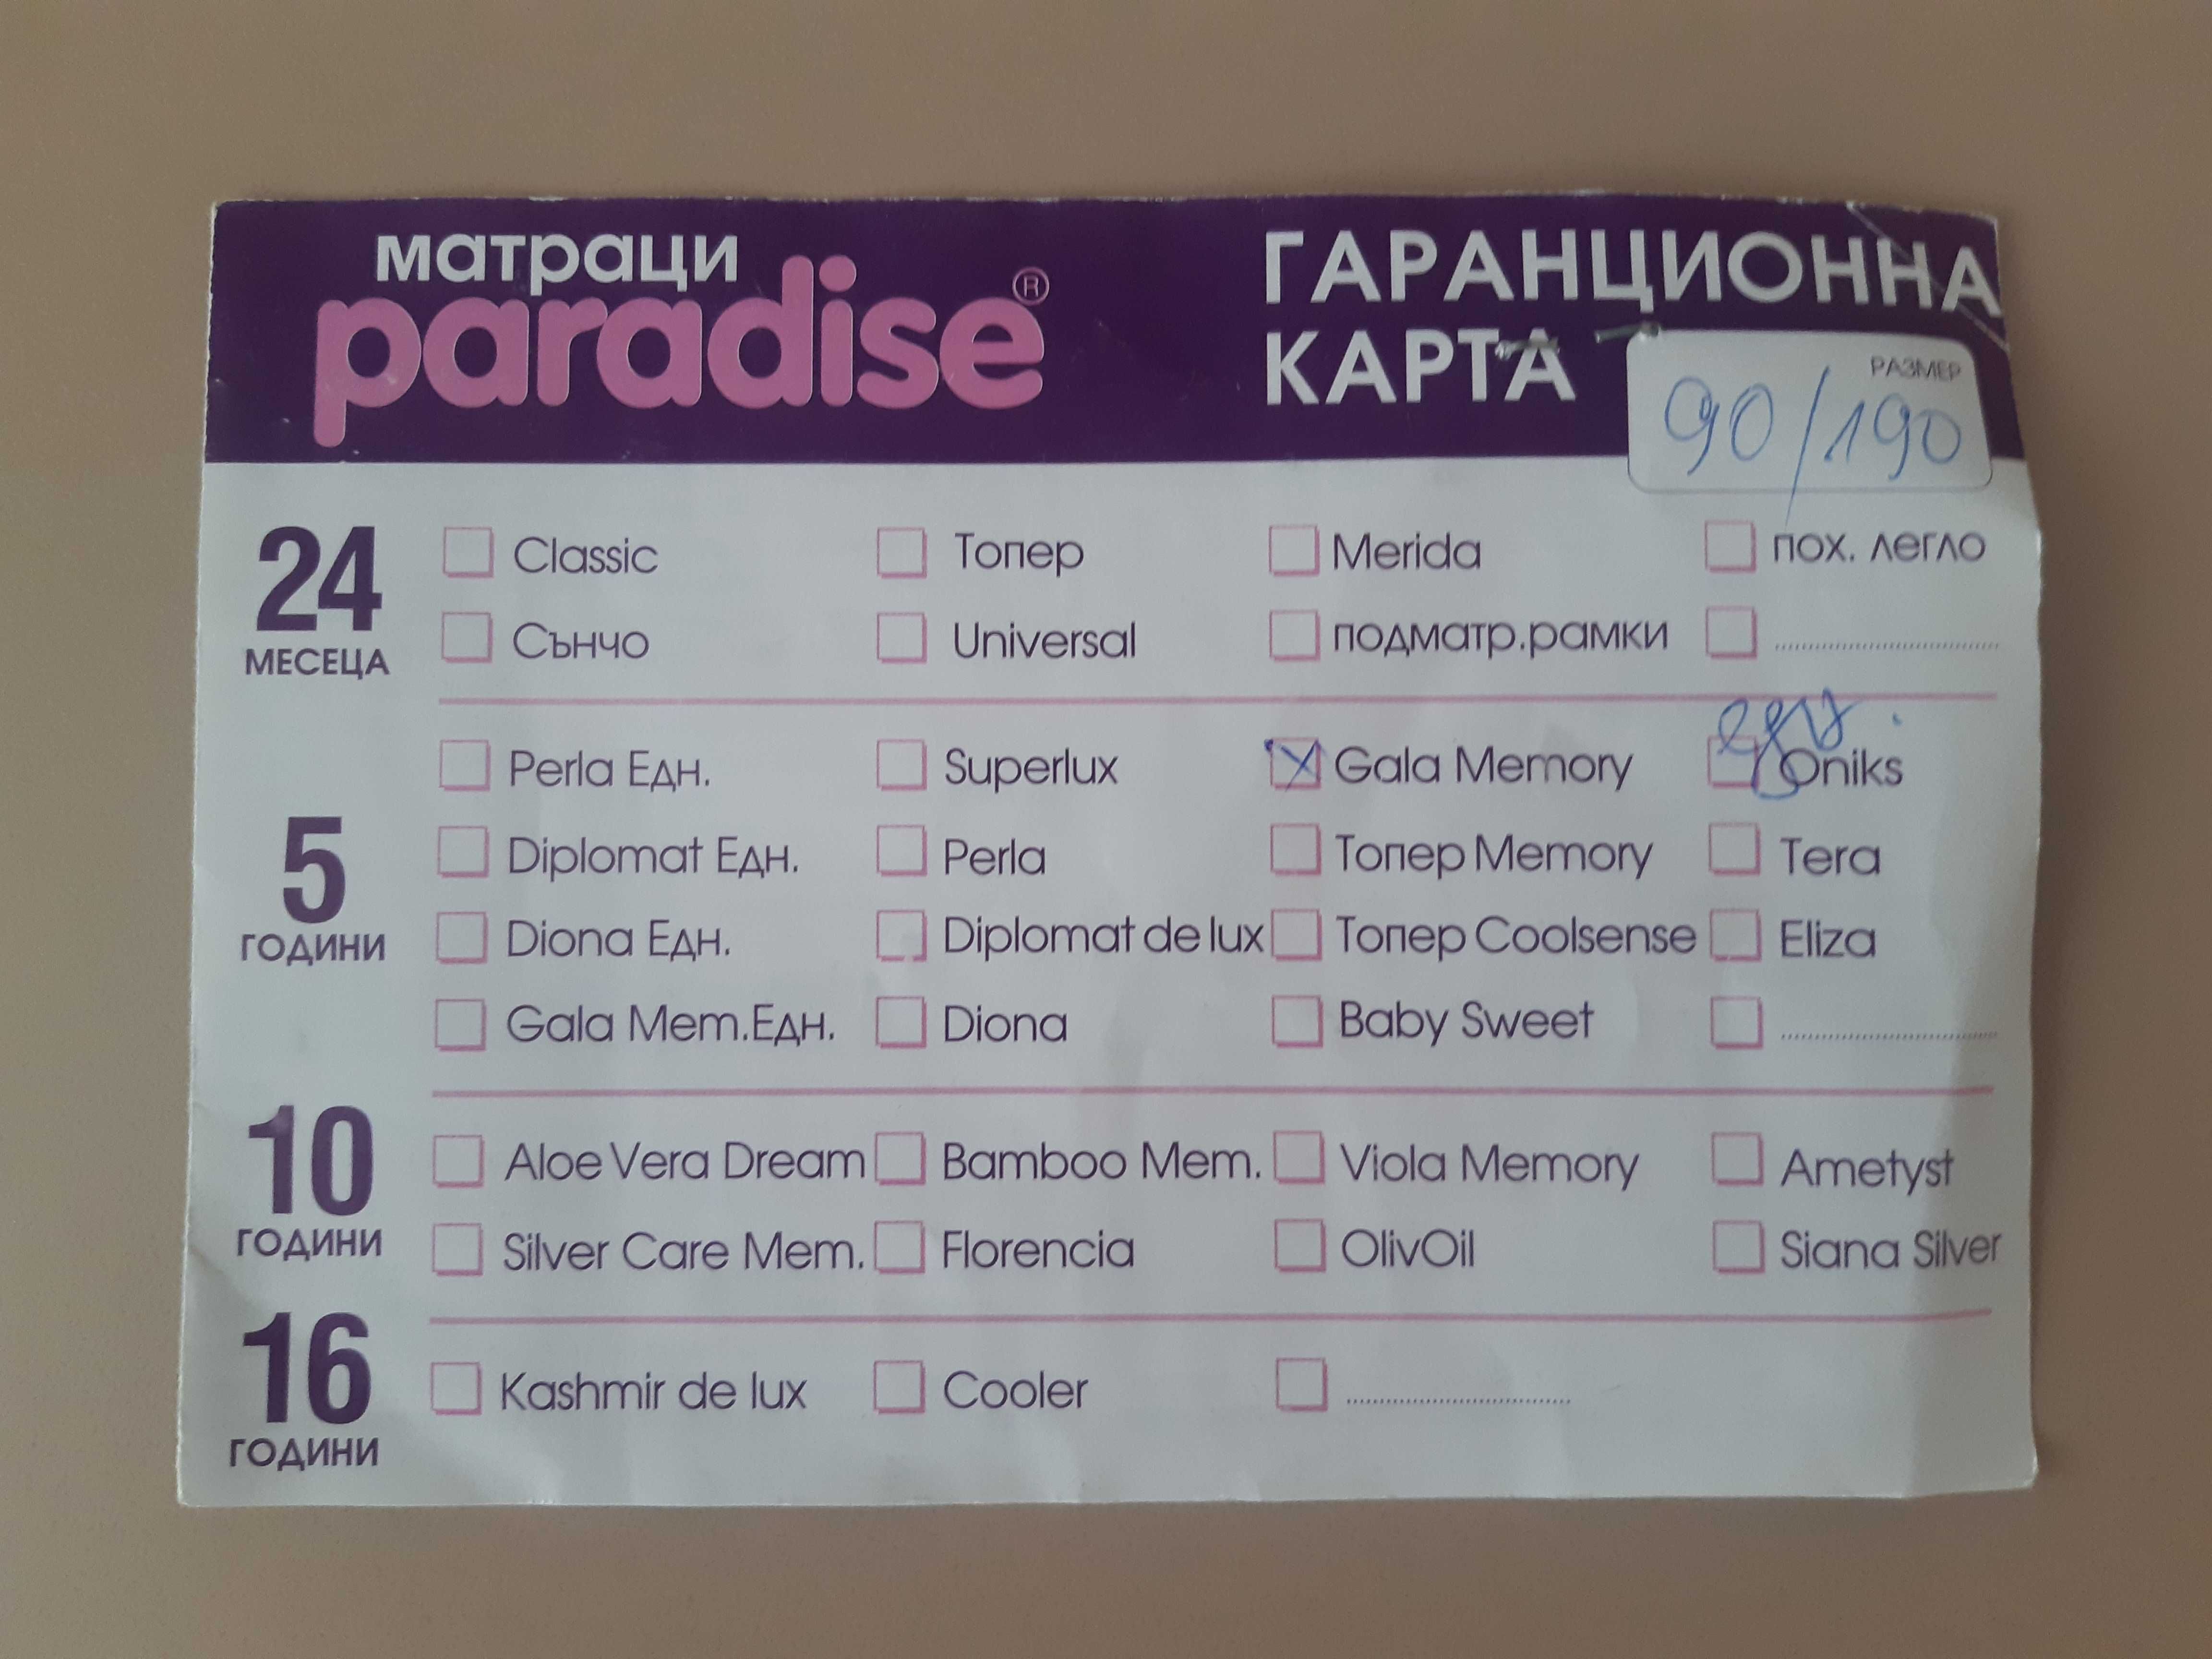 матраци
paradise®
ГАРАНЦИОННА
КАРТА
РАЗМЕР
90/190
24
МЕСЕЦА
Classic Топер Merida пох. легло
Сънчо Universal подматр.рамки
5
ГОДИНИ
Perla Едн. Superlux Gala Memory Oniks
Diplomat Едн. Perla Топер Memory Tera
Diona Едн. Diplomat de lux Топер Coolsense Eliza
Gala Mem.Едн. Diona Baby Sweet
10
ГОДИНИ
Aloe Vera Dream Bamboo Mem. Viola Memory Ametyst
Silver Care Mem. Florencia OlivOil Siana Silver
16
ГОДИНИ
Kashmir de lux Cooler